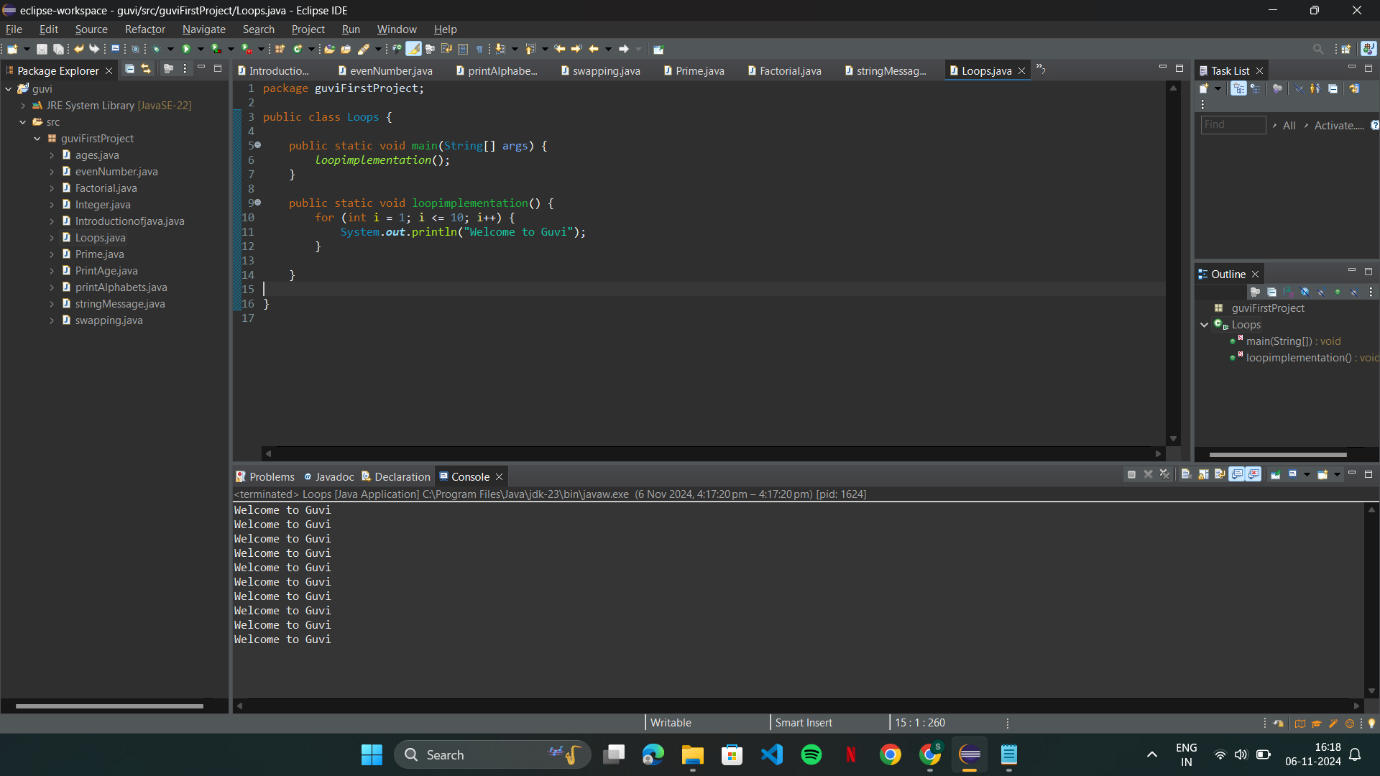 eclipse-workspace - guvi/src/guviFirstProject/Loops.java - Eclipse IDE
File Edit Source Refactor Navigate Search Project Run Window Help
Package Explorer
guvi
JRE System Library [JavaSE-22]
src
guviFirstProject
ages.java
evenNumber.java
Factorial.java
Integer.java
Introductionofjava.java
Loops.java
Prime.java
PrintAge.java
printAlphabets.java
stringMessage.java
swapping.java
Introductio... evenNumber.java printAlphabe... swapping.java Prime.java Factorial.java stringMessag... Loops.java »7
1 package guviFirstProject;
2
3 public class Loops {
4
5 public static void main(String[] args) {
6 loopimplementation();
7 }
8
9 public static void loopimplementation() {
10 for (int i = 1; i <= 10; i++) {
11 System.out.println("Welcome to Guvi");
12 }
13
14 }
15
16 }
17
Task List
Find All Activate.....
Outline
guviFirstProject
Loops
main(String[]) : void
loopimplementation() : void
Problems Javadoc Declaration Console
<terminated> Loops [Java Application] C:\Program Files\Java\jdk-23\bin\javaw.exe (6 Nov 2024, 4:17:20 pm – 4:17:20 pm) [pid: 1624]
Welcome to Guvi
Welcome to Guvi
Welcome to Guvi
Welcome to Guvi
Welcome to Guvi
Welcome to Guvi
Welcome to Guvi
Welcome to Guvi
Welcome to Guvi
Welcome to Guvi
Writable Smart Insert 15 : 1 : 260
Search
ENG
IN
16:18
06-11-2024